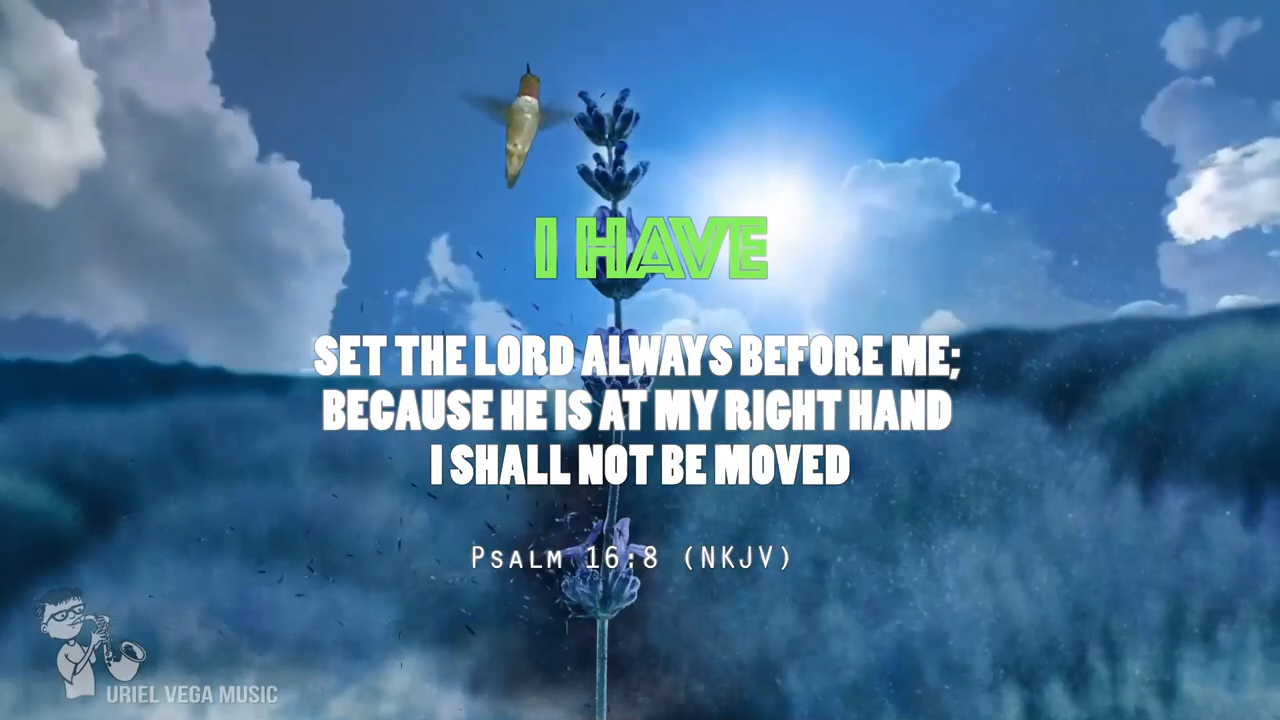 I HAVE
SET THE LORD ALWAYS BEFORE ME;
BECAUSE HE IS AT MY RIGHT HAND
I SHALL NOT BE MOVED
Psalm 16:8 (NKJV)
URIEL VEGA MUSIC